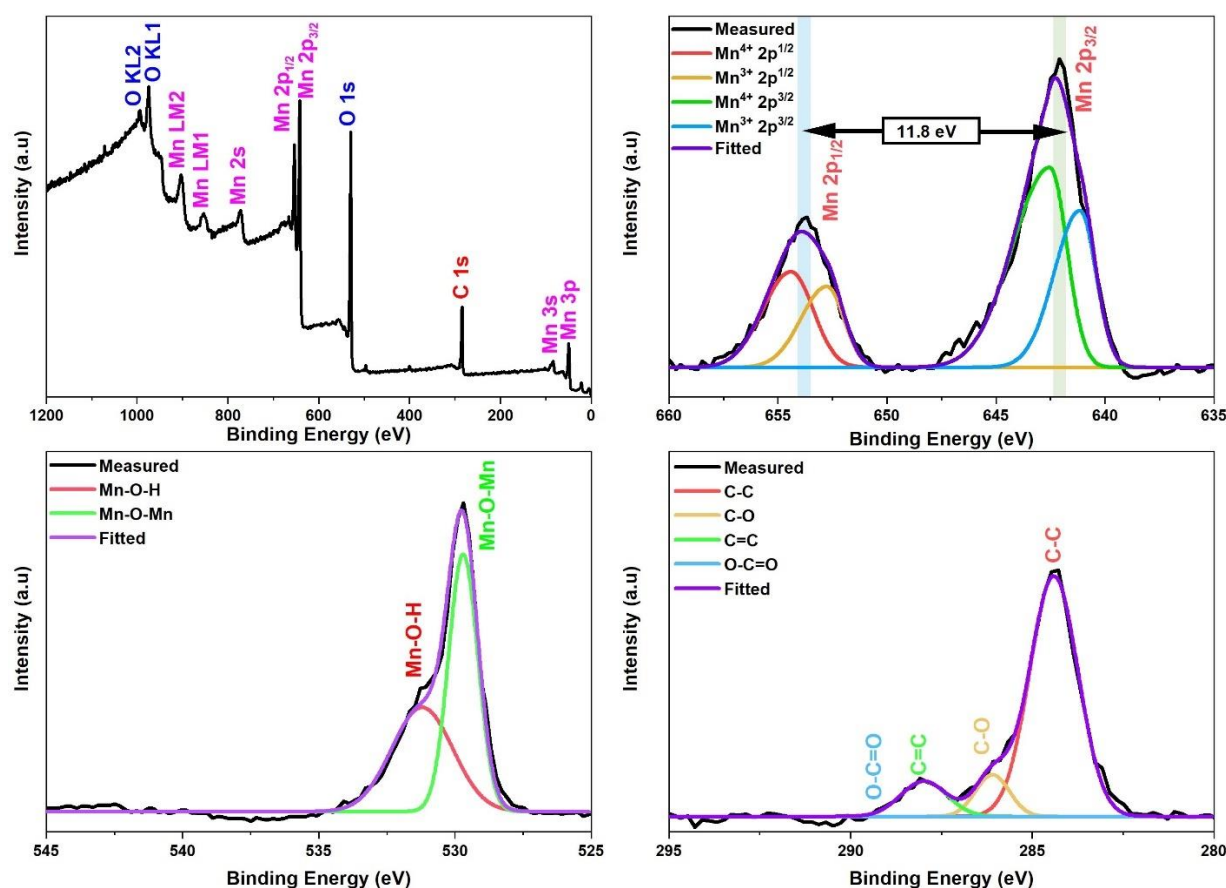 Intensity (a.u)
O KL2
O KL1
Mn LM2
Mn LM1
Mn 2s
Mn 2p1/2
Mn 2p3/2
O 1s
C 1s
Mn 3s
Mn 3p
1200 1000 800 600 400 200 0
Binding Energy (eV)
Intensity (a.u)
Measured
Mn4+ 2p1/2
Mn3+ 2p1/2
Mn4+ 2p3/2
Mn3+ 2p3/2
Fitted
11.8 eV
Mn 2p1/2
Mn 2p3/2
660 655 650 645 640 635
Binding Energy (eV)
Intensity (a.u)
Measured
Mn-O-H
Mn-O-Mn
Fitted
Mn-O-H
Mn-O-Mn
545 540 535 530 525
Binding Energy (eV)
Intensity (a.u)
Measured
C-C
C-O
C=C
O-C=O
Fitted
O-C=O
C=C
C-O
C-C
295 290 285 280
Binding Energy (eV)